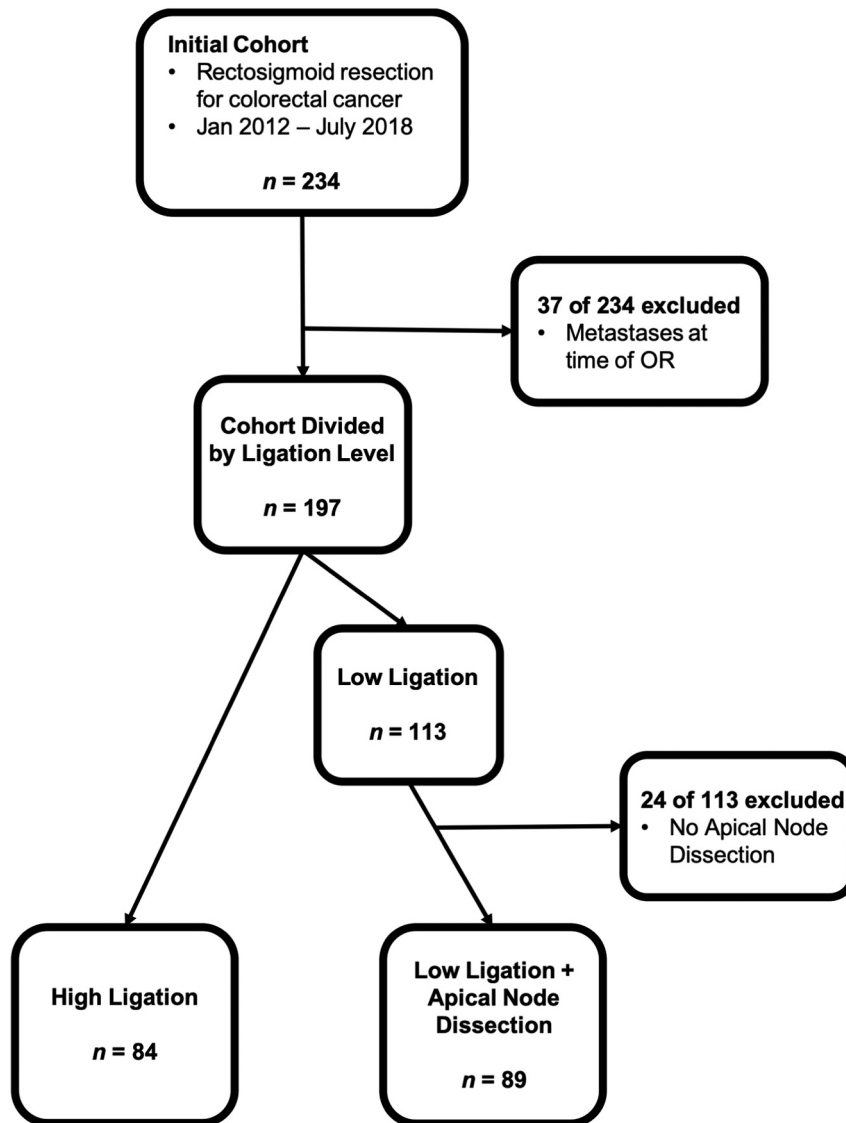 Initial Cohort
• Rectosigmoid resection
for colorectal cancer
• Jan 2012 – July 2018
n = 234
37 of 234 excluded
• Metastases at
time of OR
Cohort Divided
by Ligation Level
n = 197
Low Ligation
n = 113
24 of 113 excluded
• No Apical Node
Dissection
High Ligation
n = 84
Low Ligation +
Apical Node
Dissection
n = 89